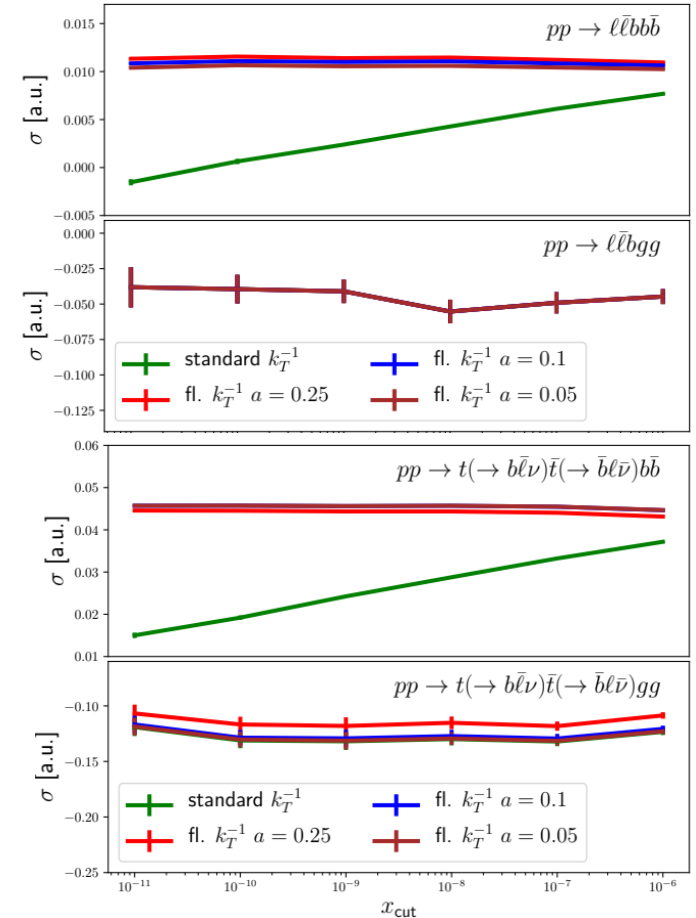 pp → ℓℓ̄bbb̄
0.015
0.010
0.005
0.000
−0.005
σ [a.u.]
pp → ℓℓ̄bgg
0.000
−0.025
−0.050
−0.075
−0.100
−0.125
σ [a.u.]
standard k_T^{-1} fl. k_T^{-1} a = 0.1
fl. k_T^{-1} a = 0.25 fl. k_T^{-1} a = 0.05
pp → t(→ bℓ̄ν)t̄(→ b̄ℓν̄)bb̄
0.06
0.05
0.04
0.03
0.02
0.01
σ [a.u.]
pp → t(→ bℓ̄ν)t̄(→ b̄ℓν̄)gg
−0.10
−0.15
−0.20
−0.25
σ [a.u.]
standard k_T^{-1} fl. k_T^{-1} a = 0.1
fl. k_T^{-1} a = 0.25 fl. k_T^{-1} a = 0.05
10^{-11} 10^{-10} 10^{-9} 10^{-8} 10^{-7} 10^{-6}
x_cut